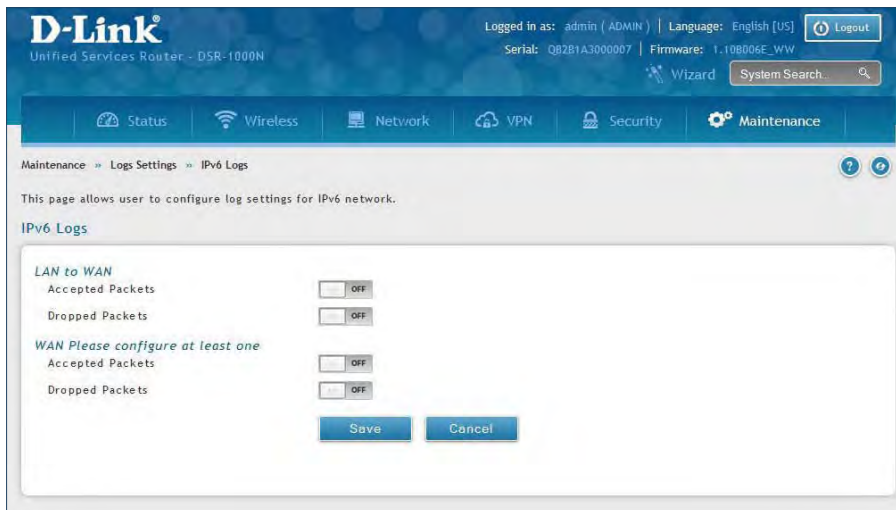 D-Link
Unified Services Router - DSR-1000N
Logged in as: admin ( ADMIN ) | Language: English [US]
Logout
Serial: QB2B1A3000007 | Firmware: 1.10B006E_WW
Wizard
System Search..
Status
Wireless
Network
VPN
Security
Maintenance
Maintenance » Logs Settings » IPv6 Logs
This page allows user to configure log settings for IPv6 network.
IPv6 Logs
LAN to WAN
Accepted Packets OFF
Dropped Packets OFF
WAN Please configure at least one
Accepted Packets OFF
Dropped Packets OFF
Save Cancel